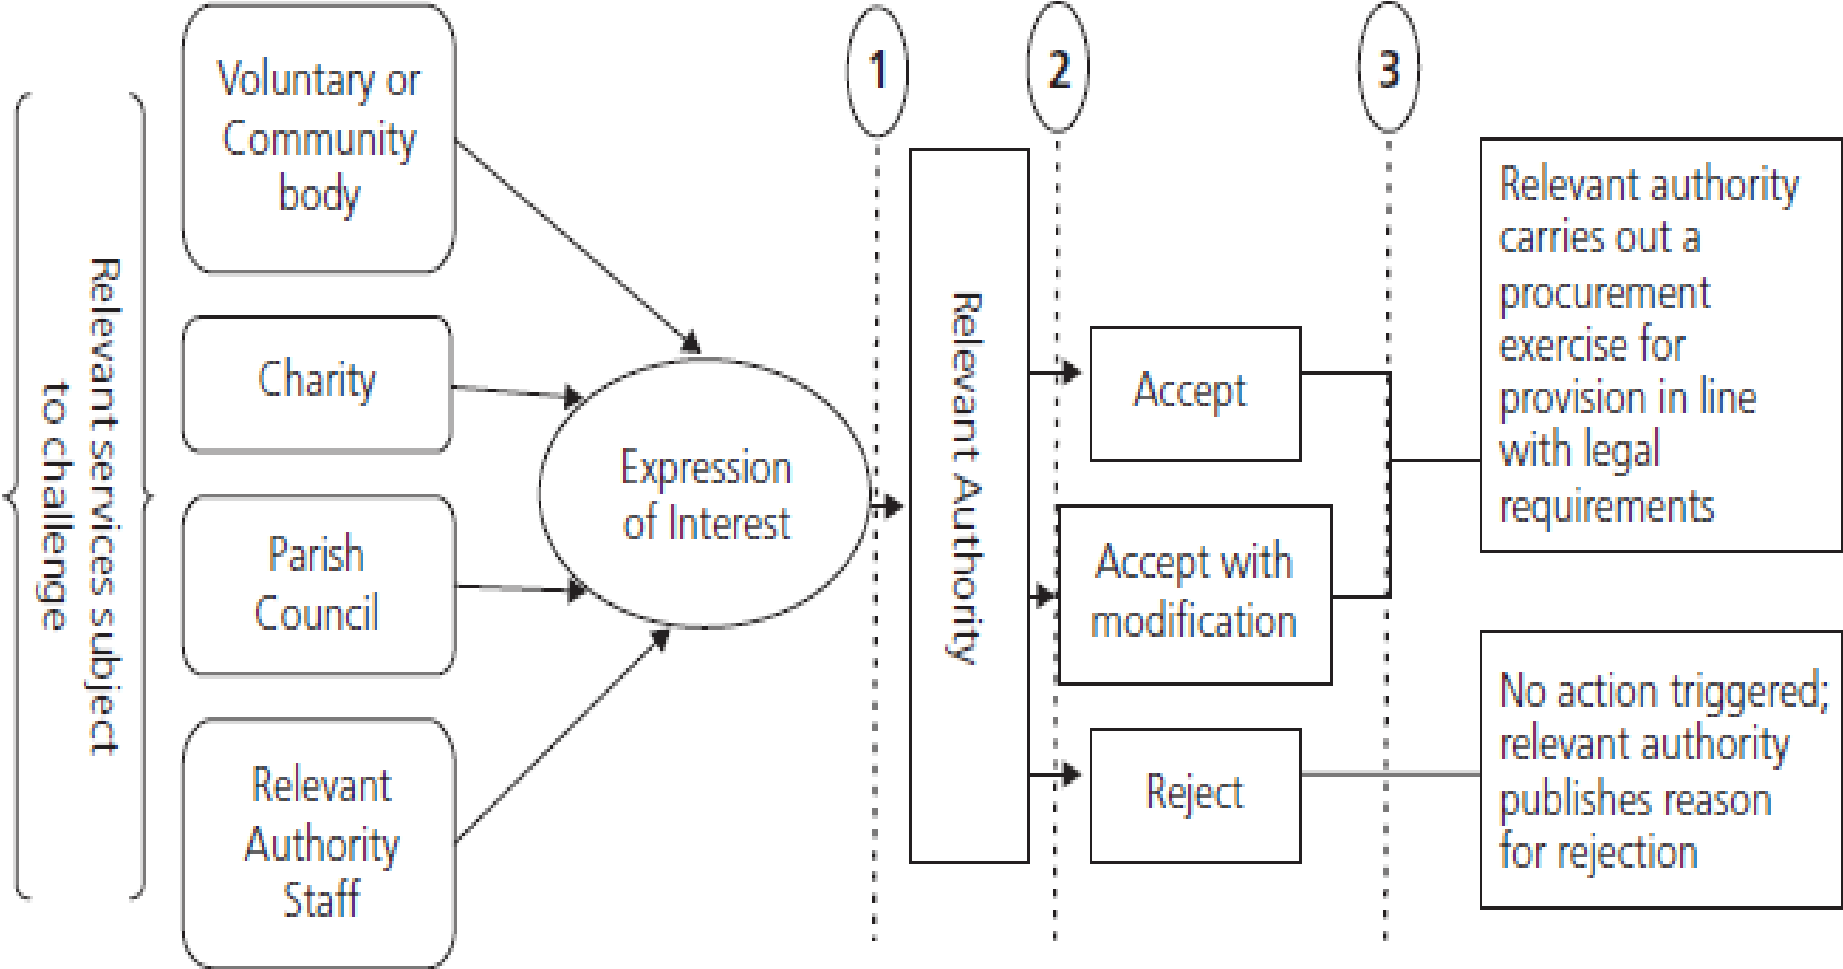 Relevant services subject
to challenge
Voluntary or
Community
body
Charity
Parish
Council
Relevant
Authority
Staff
Expression
of Interest
1
Relevant Authority
2
Accept
Accept with
modification
Reject
3
Relevant authority
carries out a
procurement
exercise for
provision in line
with legal
requirements
No action triggered;
relevant authority
publishes reason
for rejection